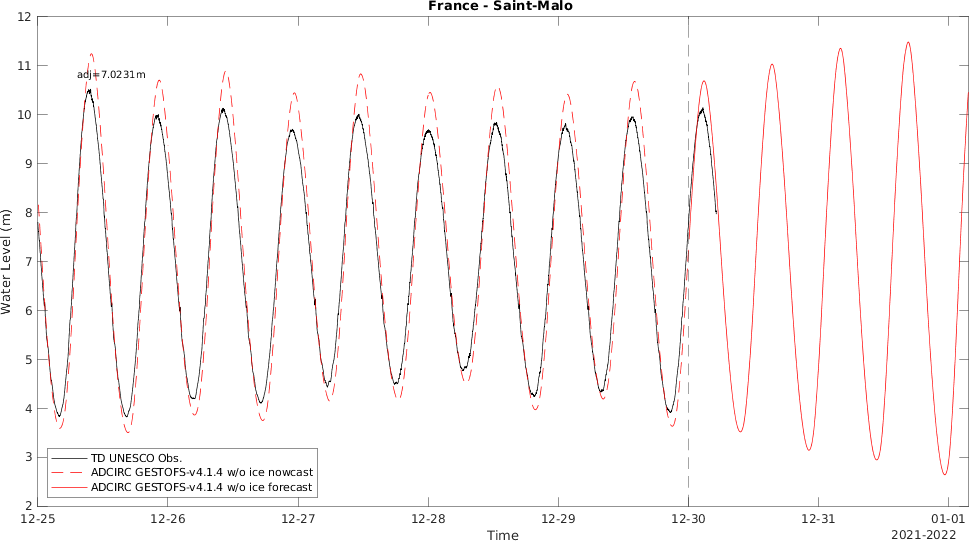 France - Saint-Malo
12
11
10
9
8
7
6
5
4
3
2
Water Level (m)
adj=7.0231m
TD UNESCO Obs.
ADCIRC GESTOFS-v4.1.4 w/o ice nowcast
ADCIRC GESTOFS-v4.1.4 w/o ice forecast
12-25 12-26 12-27 12-28 12-29 12-30 12-31 01-01
Time
2021-2022